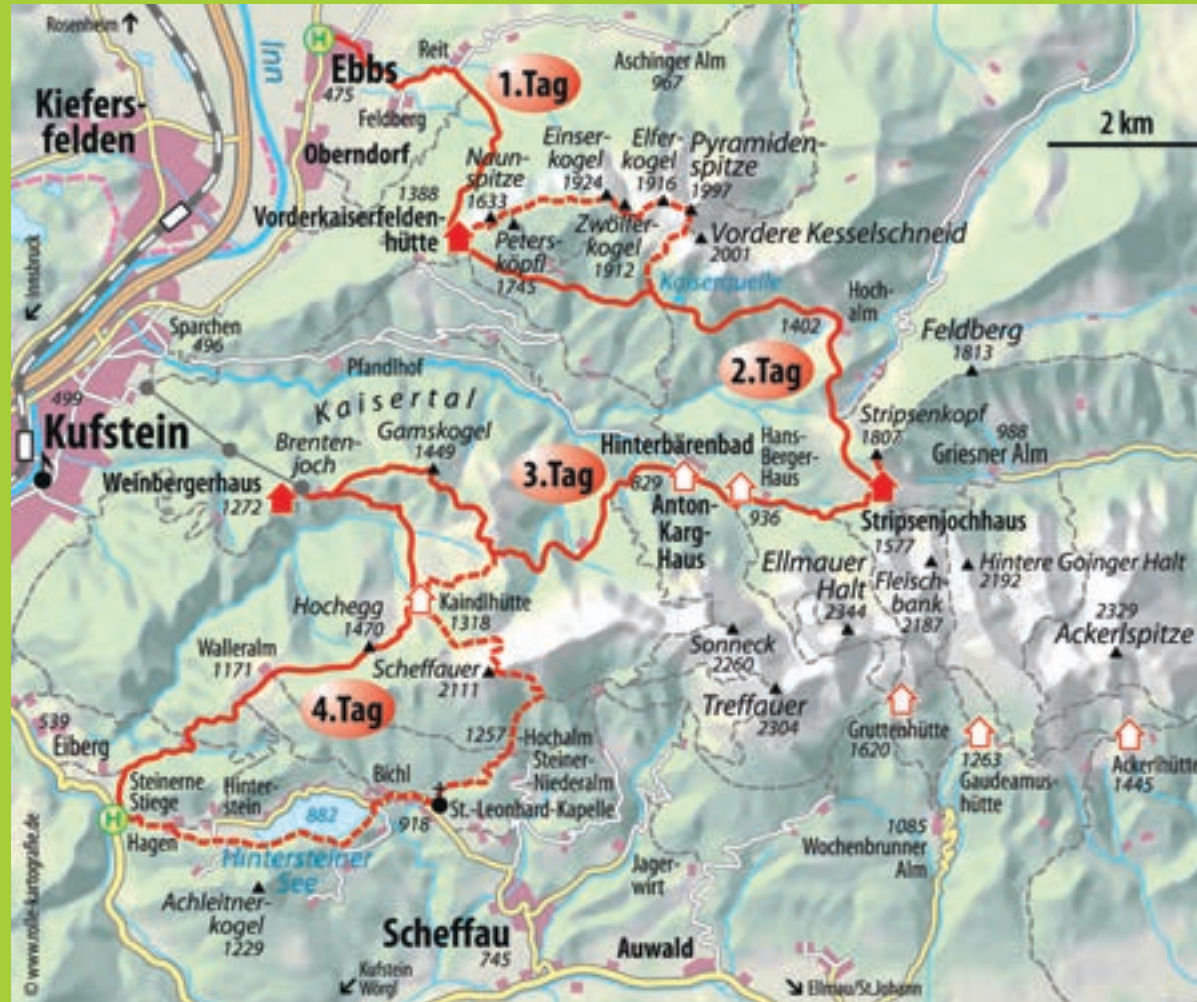 Rosenheim
Inn
H
Ebbs
475
Reit
1.Tag
Aschinger Alm
967
Kiefers-
felden
Feldberg
2 km
Oberndorf
Naun-
spitze
1633
Einser-
kogel
1924
Elfer-
kogel
1916
Pyramiden-
spitze
1997
1388
Vorderkaiserfelden-
hütte
Peters-
köpfl
1745
Zwölfer-
kogel
1912
Vordere Kesselschneid
2001
Innsbruck
Kaiserquelle
Hoch-
alm
1402
Sparchen
496
Feldberg
1813
Pfandlhof
2.Tag
499
Kaisertal
Kufstein
Brenten-
joch
Gamskogel
1449
Stripsenkopf
1807
988
Griesner Alm
Hinterbärenbad
Hans-
Berger-
Haus
3.Tag
Weinbergerhaus
1272
829
Anton-
Karg-
Haus
936
Stripsenjochhaus
1577
Ellmauer
Halt
2344
Fleisch-
bank
2187
Hintere Goinger Halt
2192
Hochegg
1470
Kaindlhütte
1318
2329
Ackerlspitze
Walleralm
1171
Scheffauer
2111
Sonneck
2260
Treffauer
2304
4.Tag
539
Eiberg
1257
Hochalm
Steiner-
Niederalm
Gruttenhütte
1620
1263
Gaudeamus-
hütte
Ackerlhütte
1445
Steinerne
Stiege
Hinter-
stein
Bichl
H
Hagen
882
918
St.-Leonhard-Kapelle
Hintersteiner
See
1085
Wochenbrunner
Alm
Jager-
wirt
Achleitner-
kogel
1229
Scheffau
745
Auwald
Kufstein
Wörgl
Ellmau/St.Johann
© www.rolle-kartografie.de